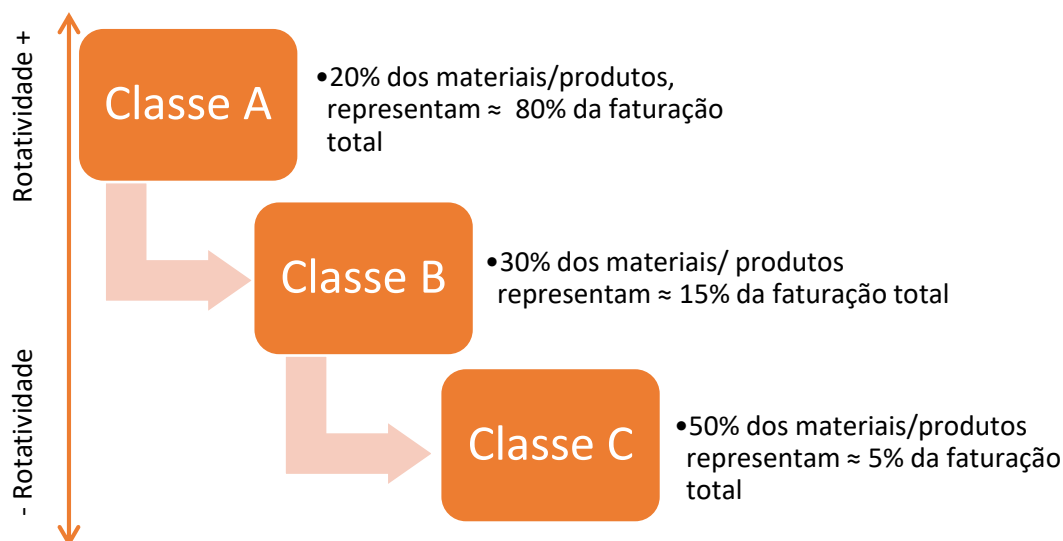 Rotatividade +
Classe A
•20% dos materiais/produtos,
representam ≈ 80% da faturação
total
Classe B
•30% dos materiais/ produtos
representam ≈ 15% da faturação total
- Rotatividade
Classe C
•50% dos materiais/produtos
representam ≈ 5% da faturação
total